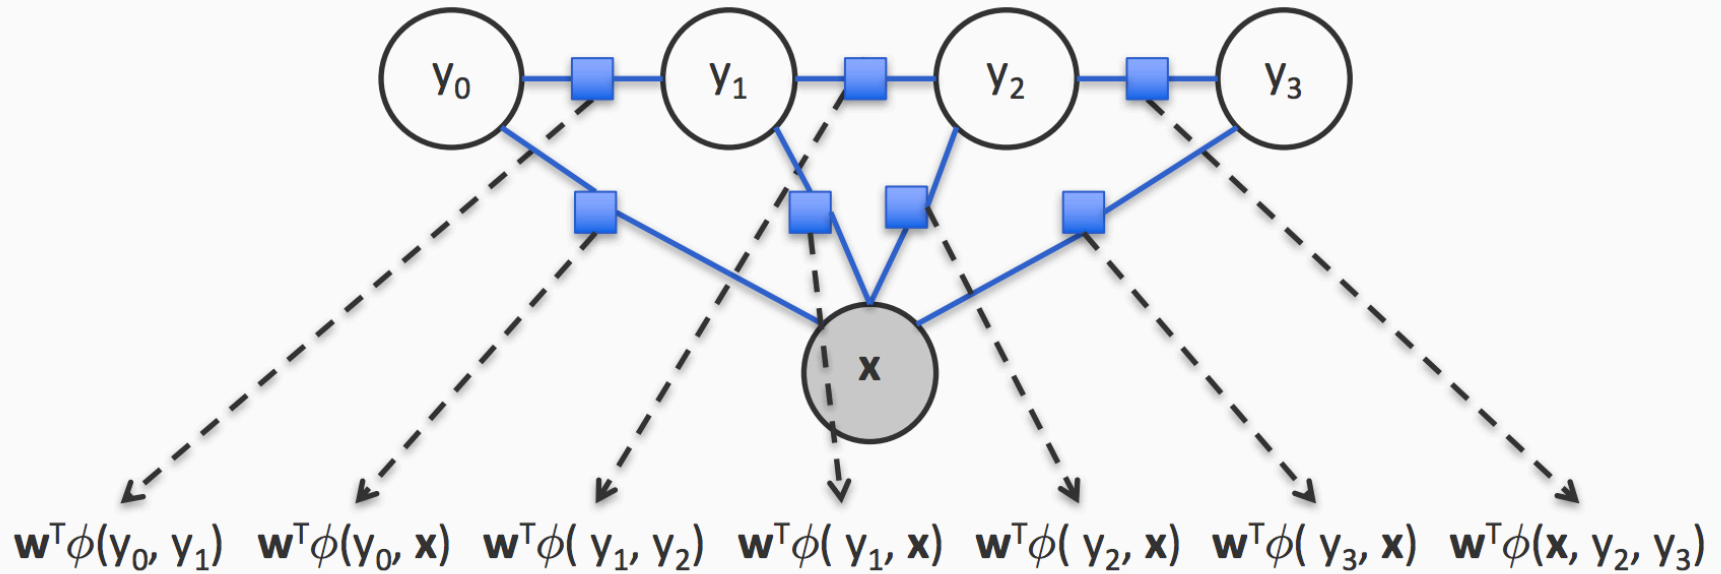 y₀ y₁ y₂ y₃
x
wᵀϕ(y₀, y₁) wᵀϕ(y₀, x) wᵀϕ( y₁, y₂) wᵀϕ( y₁, x) wᵀϕ( y₂, x) wᵀϕ( y₃, x) wᵀϕ(x, y₂, y₃)